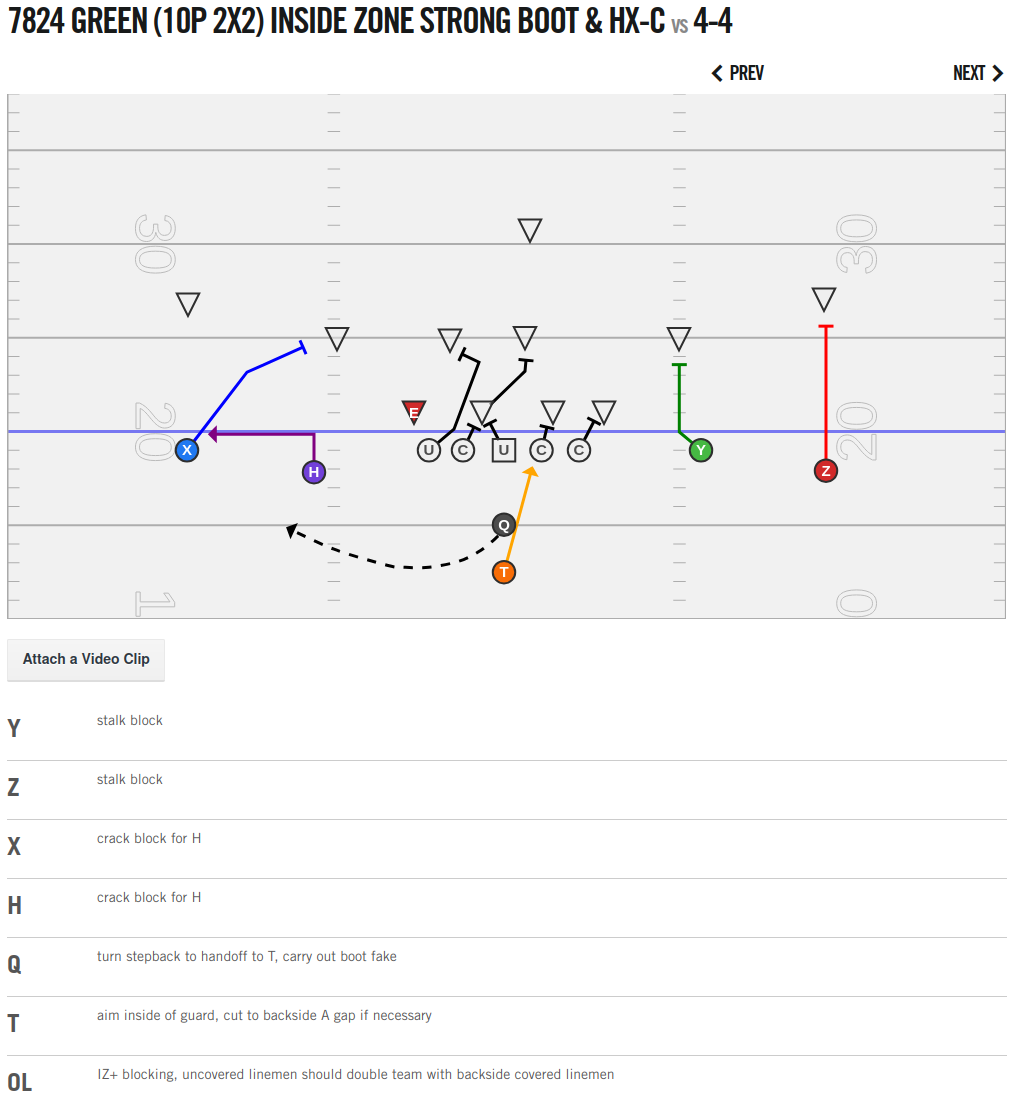 7824 GREEN (10P 2X2) INSIDE ZONE STRONG BOOT & HX-C VS 4-4
PREV
NEXT
30
30
20
20
E
X
H
U
C
U
C
C
Y
Z
Q
T
1
0
Attach a Video Clip
Y
stalk block
Z
stalk block
X
crack block for H
H
crack block for H
Q
turn stepback to handoff to T, carry out boot fake
T
aim inside of guard, cut to backside A gap if necessary
OL
IZ+ blocking, uncovered linemen should double team with backside covered linemen